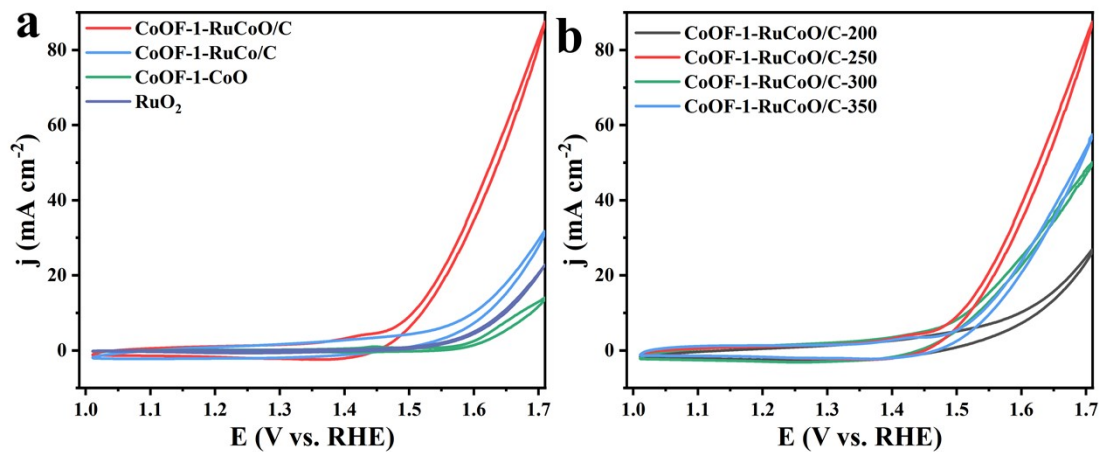 a
CoOF-1-RuCoO/C
CoOF-1-RuCo/C
CoOF-1-CoO
RuO₂
j (mA cm⁻²)
80
60
40
20
0
1.0 1.1 1.2 1.3 1.4 1.5 1.6 1.7
E (V vs. RHE)
b
CoOF-1-RuCoO/C-200
CoOF-1-RuCoO/C-250
CoOF-1-RuCoO/C-300
CoOF-1-RuCoO/C-350
j (mA cm⁻²)
80
60
40
20
0
1.0 1.1 1.2 1.3 1.4 1.5 1.6 1.7
E (V vs. RHE)